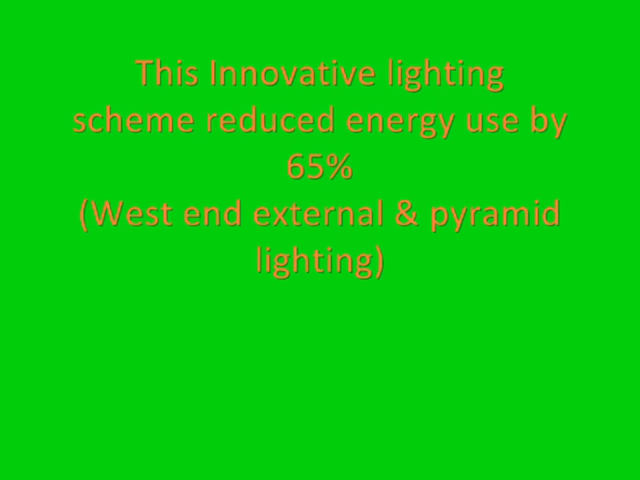 This Innovative lighting
scheme reduced energy use by
65%
(West end external & pyramid
lighting)